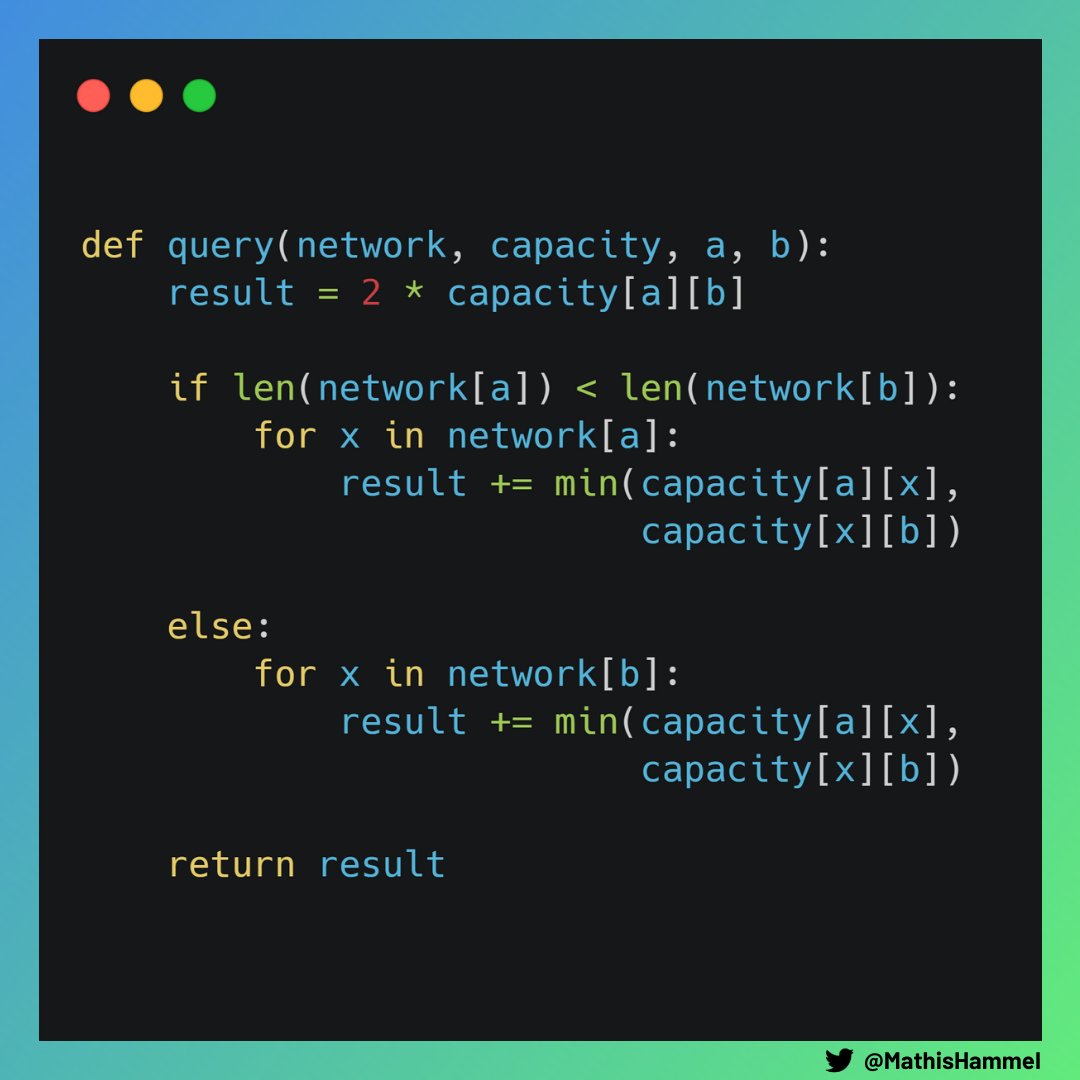 def query(network, capacity, a, b):
    result = 2 * capacity[a][b]

    if len(network[a]) < len(network[b]):
        for x in network[a]:
            result += min(capacity[a][x],
                          capacity[x][b])

    else:
        for x in network[b]:
            result += min(capacity[a][x],
                          capacity[x][b])

    return result
@MathisHammel